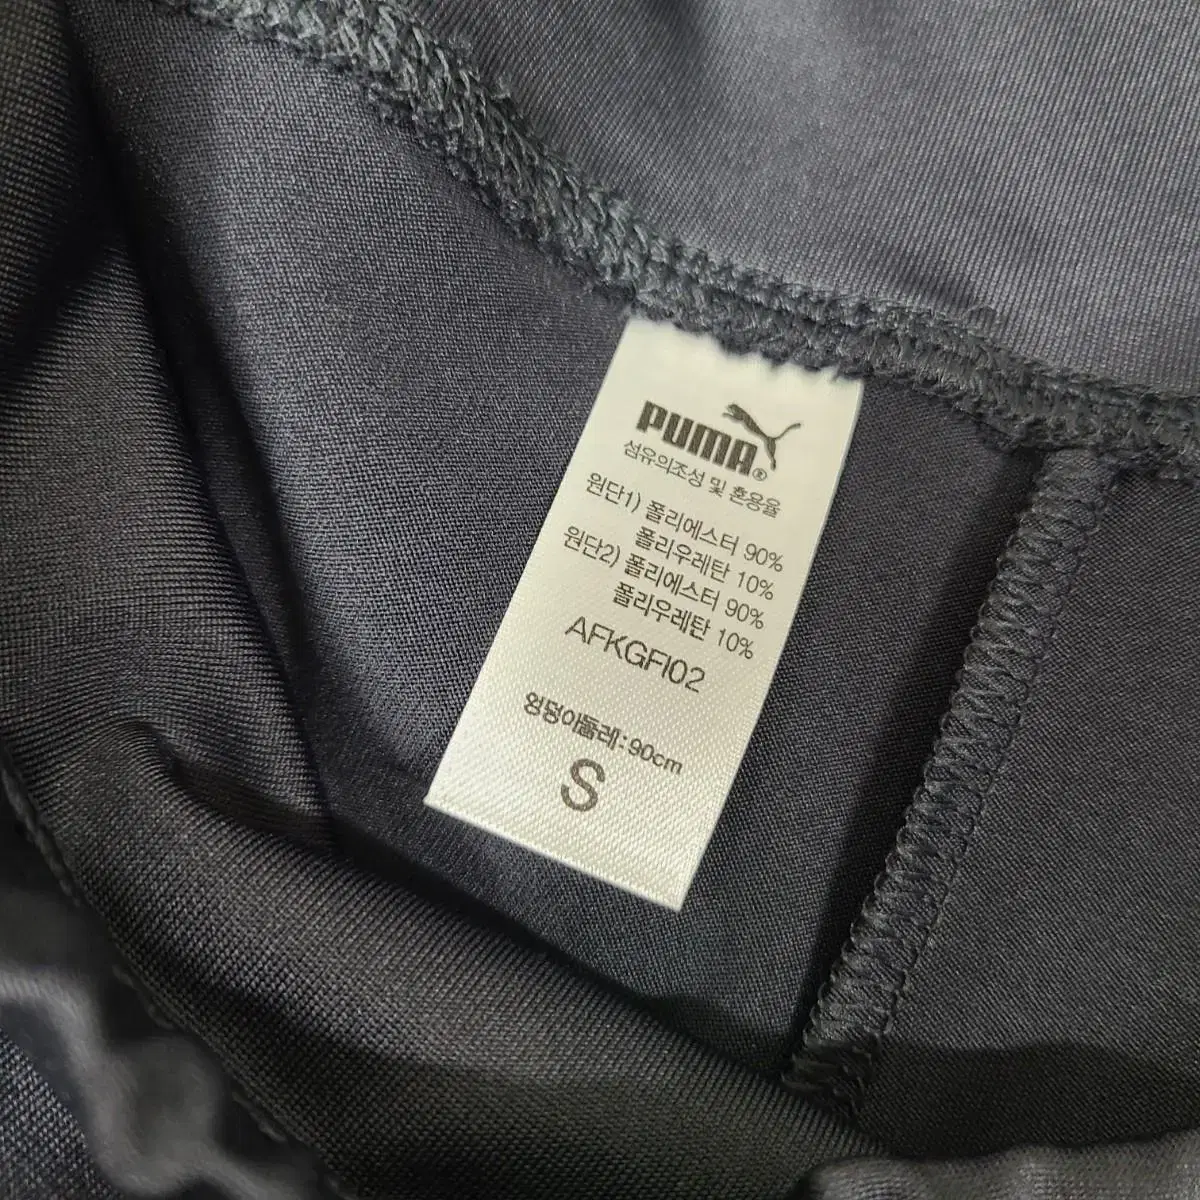 PUMA®
섬유의조성 및 혼용율
원단1) 폴리에스터 90%
폴리우레탄 10%
원단2) 폴리에스터 90%
폴리우레탄 10%
AFKGFI02
엉덩이둘레: 90cm
S